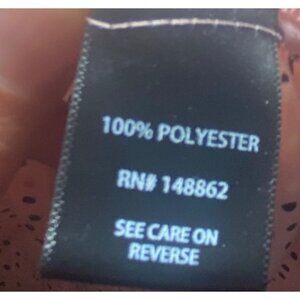 100% POLYESTER
RN# 148862
SEE CARE ON
REVERSE